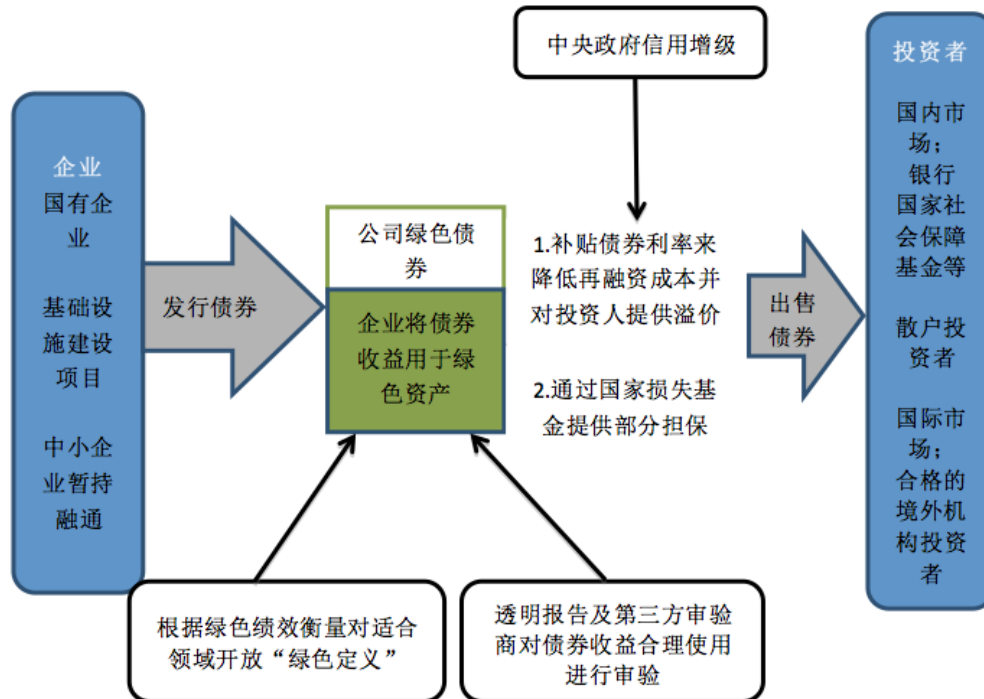 中央政府信用增级
企业
国有企
业
基础设
施建设
项目
中小企
业暂持
融通
发行债券
公司绿色债
券
企业将债券
收益用于绿
色资产
1.补贴债券利率来
降低再融资成本并
对投资人提供溢价
2.通过国家损失基
金提供部分担保
出售
债券
投资者
国内市
场；
银行
国家社
会保障
基金等
散户投
资者
国际市
场；
合格的
境外机
构投资
者
根据绿色绩效衡量对适合
领域开放“绿色定义”
透明报告及第三方审验
商对债券收益合理使用
进行审验